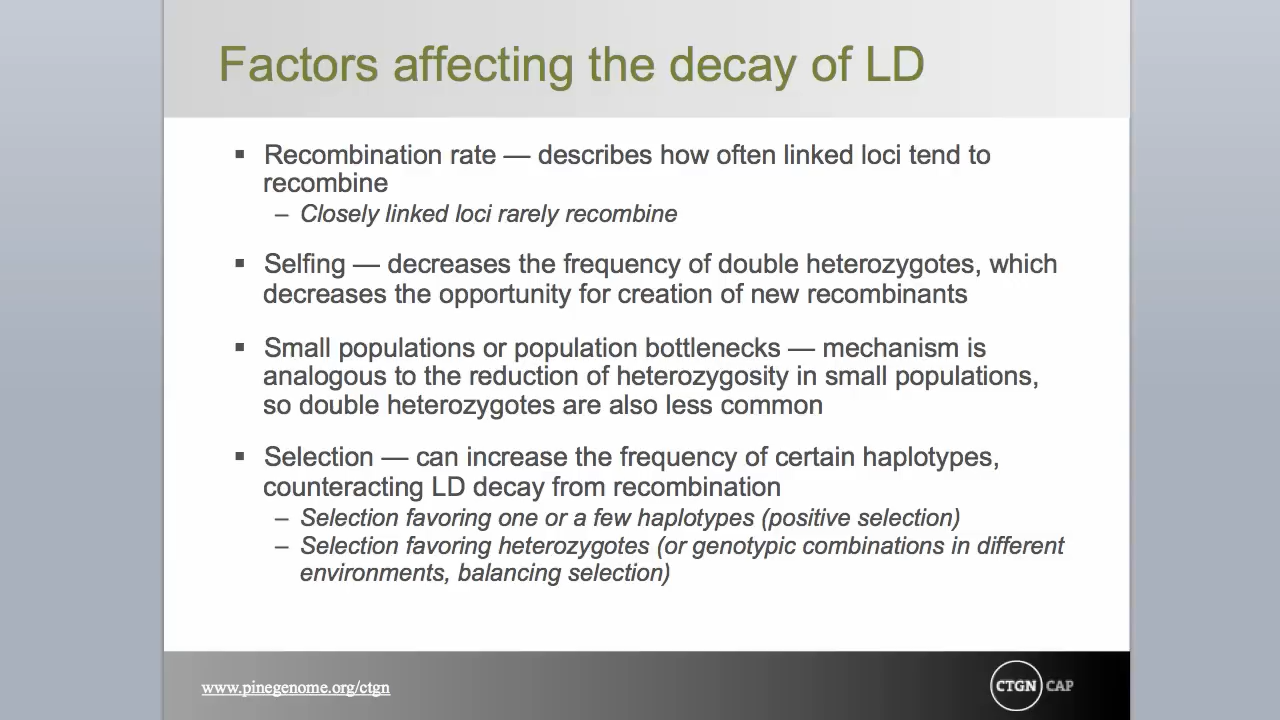 Factors affecting the decay of LD
▪ Recombination rate — describes how often linked loci tend to
recombine
– Closely linked loci rarely recombine
▪ Selfing — decreases the frequency of double heterozygotes, which
decreases the opportunity for creation of new recombinants
▪ Small populations or population bottlenecks — mechanism is
analogous to the reduction of heterozygosity in small populations,
so double heterozygotes are also less common
▪ Selection — can increase the frequency of certain haplotypes,
counteracting LD decay from recombination
– Selection favoring one or a few haplotypes (positive selection)
– Selection favoring heterozygotes (or genotypic combinations in different
environments, balancing selection)
www.pinegenome.org/ctgn
CTGN CAP